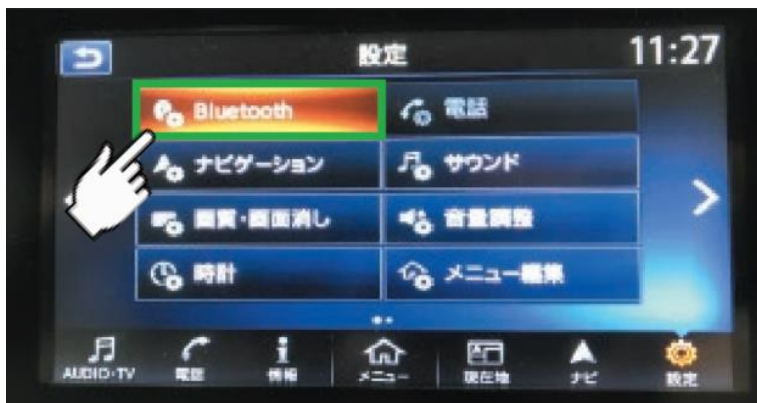 設定
11:27
Bluetooth
電話
ナビゲーション
サウンド
画質・画面消し
音量調整
時計
メニュー編集
AUDIO・TV
電話
情報
メニュー
現在地
ナビ
設定